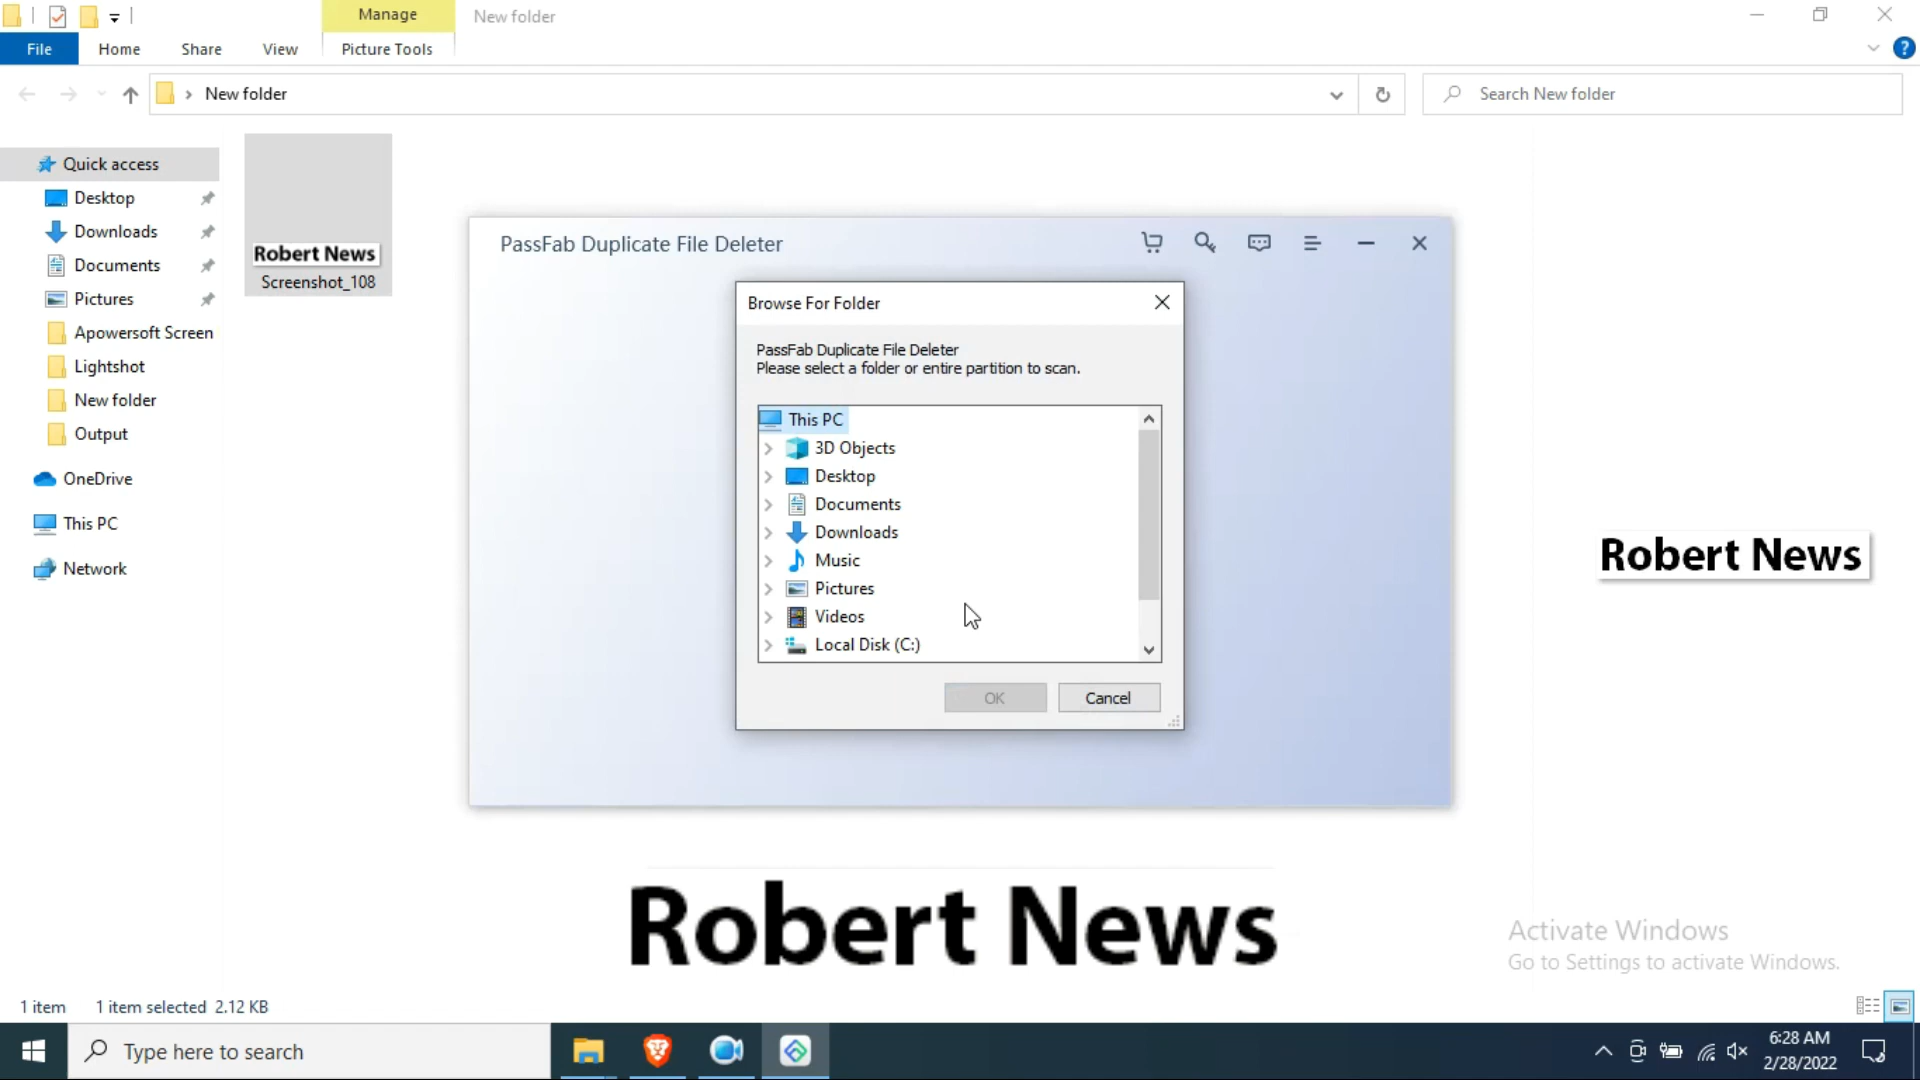 Manage
New folder
File
Home
Share
View
Picture Tools
New folder
Search New folder
Quick access
Desktop
Downloads
Documents
Pictures
Apowersoft Screen
Lightshot
New folder
Output
OneDrive
This PC
Network
Robert News
Screenshot_108
PassFab Duplicate File Deleter
Browse For Folder
PassFab Duplicate File Deleter
Please select a folder or entire partition to scan.
This PC
3D Objects
Desktop
Documents
Downloads
Music
Pictures
Videos
Local Disk (C:)
OK
Cancel
Robert News
Robert News
Activate Windows
Go to Settings to activate Windows.
1 item
1 item selected 2.12 KB
Type here to search
6:28 AM
2/28/2022